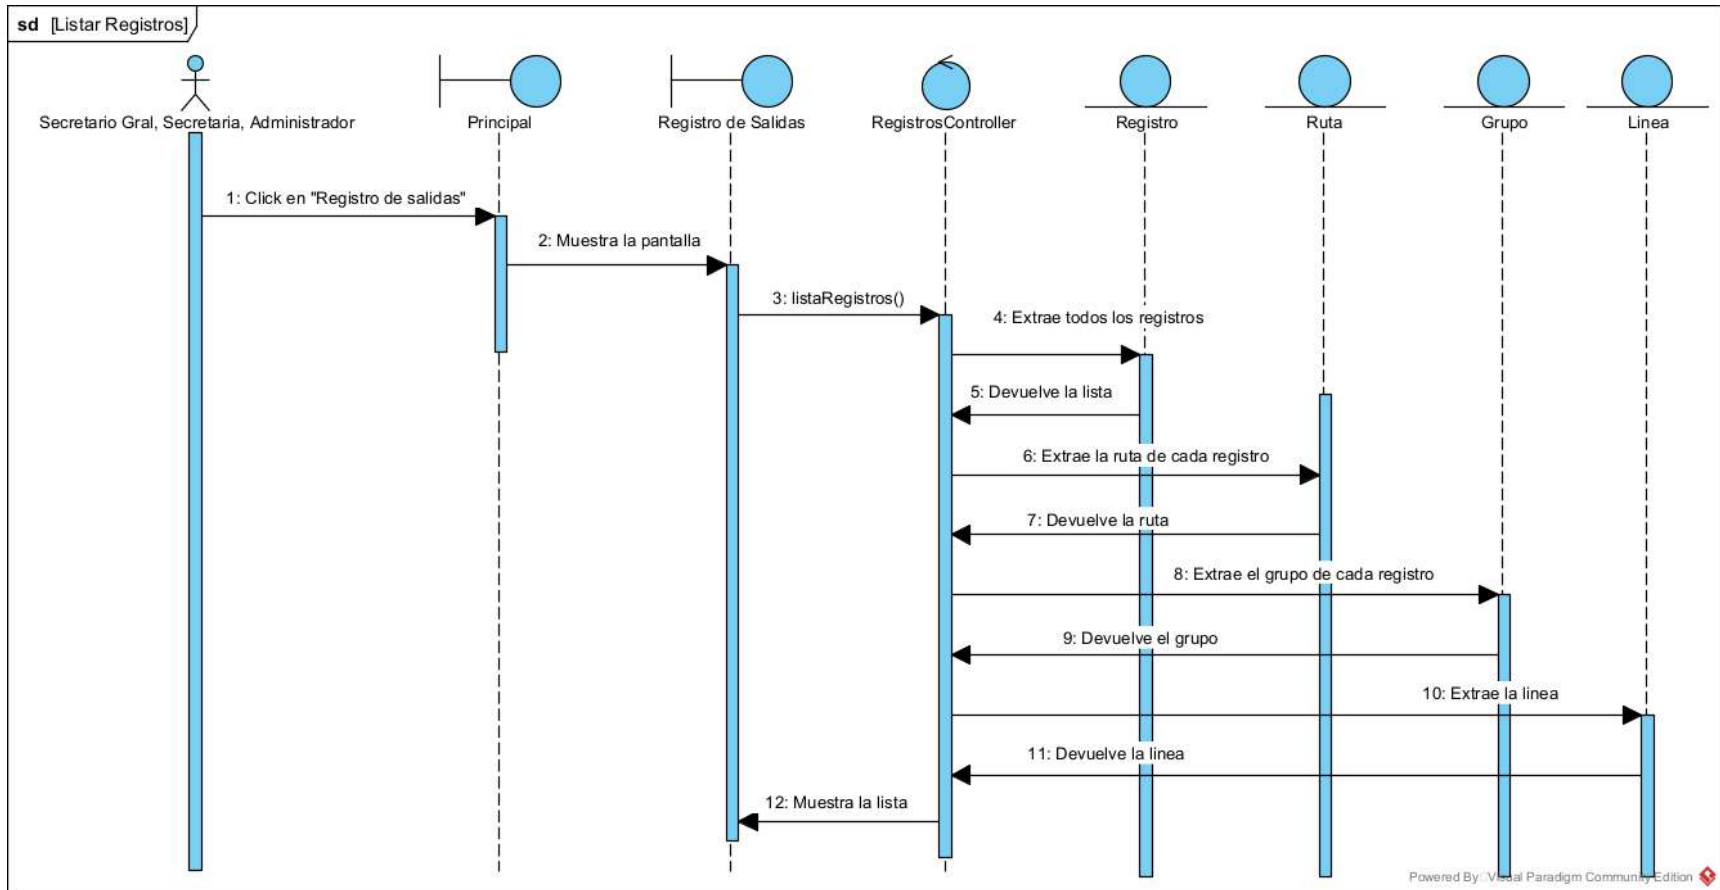 sd [Listar Registros]
Secretario Gral, Secretaria, Administrador
Principal
Registro de Salidas
RegistrosController
Registro
Ruta
Grupo
Linea
1: Click en "Registro de salidas"
2: Muestra la pantalla
3: listaRegistros()
4: Extrae todos los registros
5: Devuelve la lista
6: Extrae la ruta de cada registro
7: Devuelve la ruta
8: Extrae el grupo de cada registro
9: Devuelve el grupo
10: Extrae la linea
11: Devuelve la linea
12: Muestra la lista
Powered By Visual Paradigm Community Edition